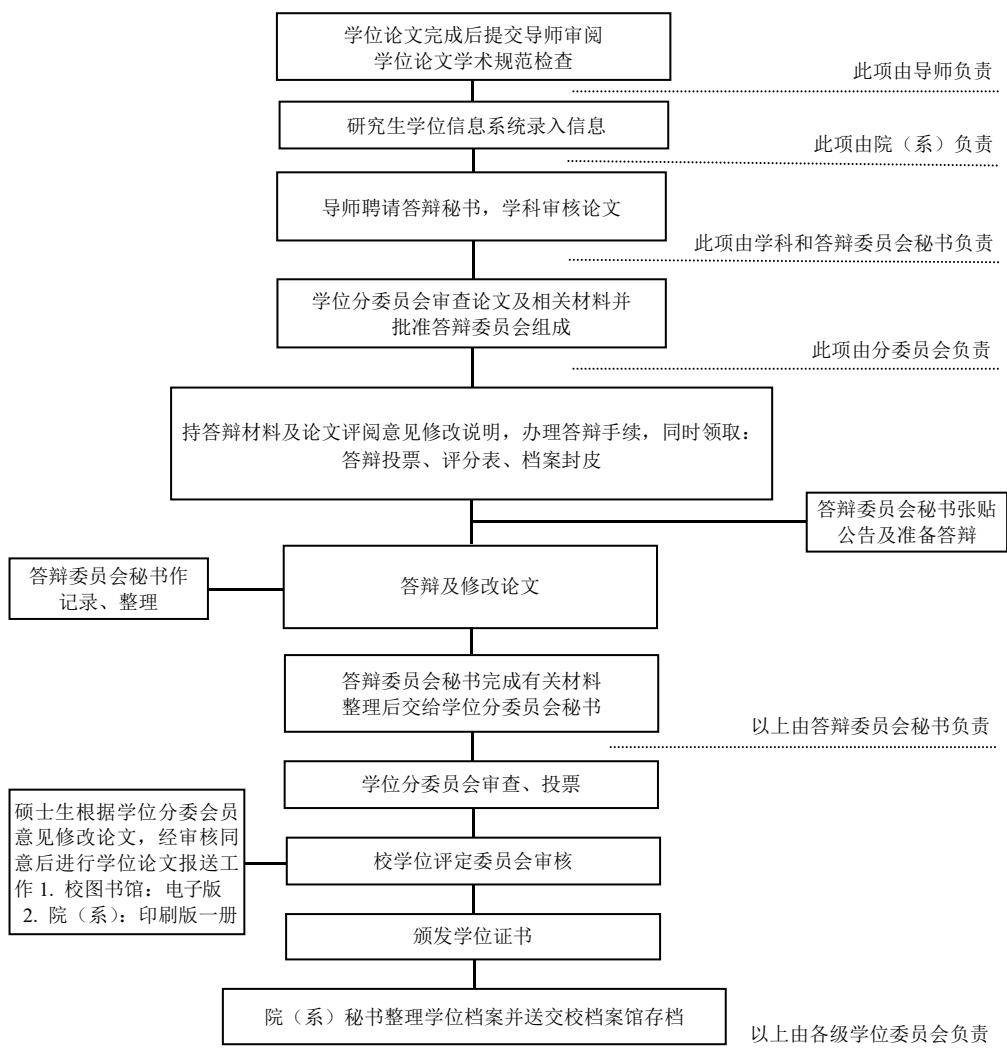 学位论文完成后提交导师审阅
学位论文学术规范检查
此项由导师负责
研究生学位信息系统录入信息
此项由院（系）负责
导师聘请答辩秘书，学科审核论文
此项由学科和答辩委员会秘书负责
学位分委员会审查论文及相关材料并
批准答辩委员会组成
此项由分委员会负责
持答辩材料及论文评阅意见修改说明，办理答辩手续，同时领取：
答辩投票、评分表、档案封皮
答辩委员会秘书张贴
公告及准备答辩
答辩委员会秘书作
记录、整理
答辩及修改论文
答辩委员会秘书完成有关材料
整理后交给学位分委员会秘书
以上由答辩委员会秘书负责
学位分委员会审查、投票
硕士生根据学位分委会员
意见修改论文，经审核同
意后进行学位论文报送工
作 1. 校图书馆：电子版
2. 院（系）：印刷版一册
校学位评定委员会审核
颁发学位证书
院（系）秘书整理学位档案并送交校档案馆存档
以上由各级学位委员会负责